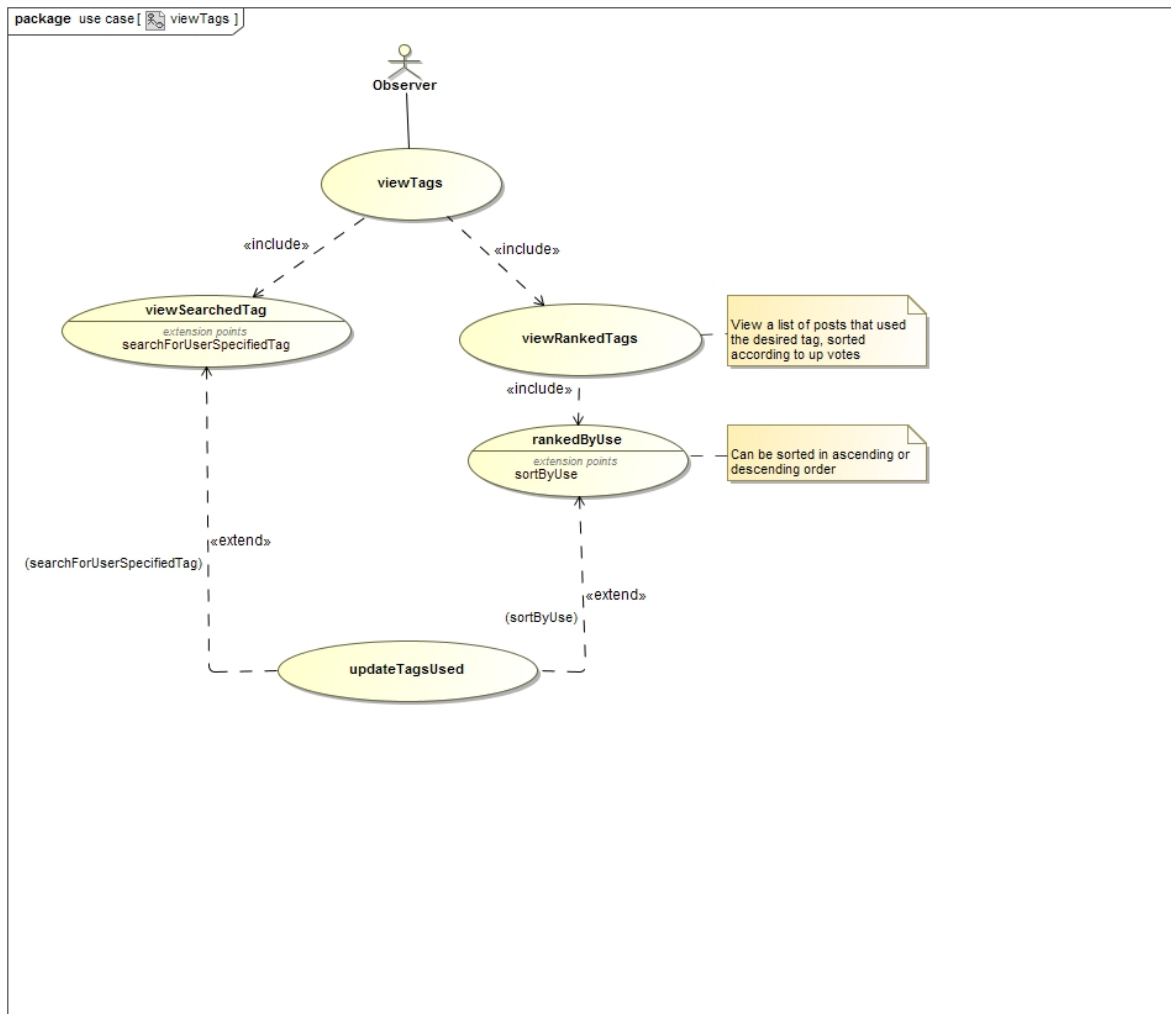 package use case [ viewTags ]
Observer
viewTags
«include»
«include»
viewSearchedTag
extension points
searchForUserSpecifiedTag
viewRankedTags
View a list of posts that used
the desired tag, sorted
according to up votes
«include»
rankedByUse
extension points
sortByUse
Can be sorted in ascending or
descending order
«extend»
(searchForUserSpecifiedTag)
«extend»
(sortByUse)
updateTagsUsed